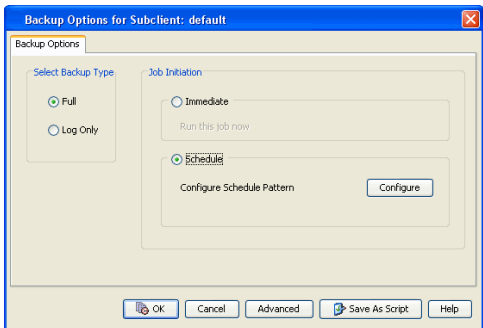 Backup Options for Subclient: default
Backup Options
Select Backup Type
Full
Log Only
Job Initiation
Immediate
Run this job now
Schedule
Configure Schedule Pattern
Configure
OK
Cancel
Advanced
Save As Script
Help